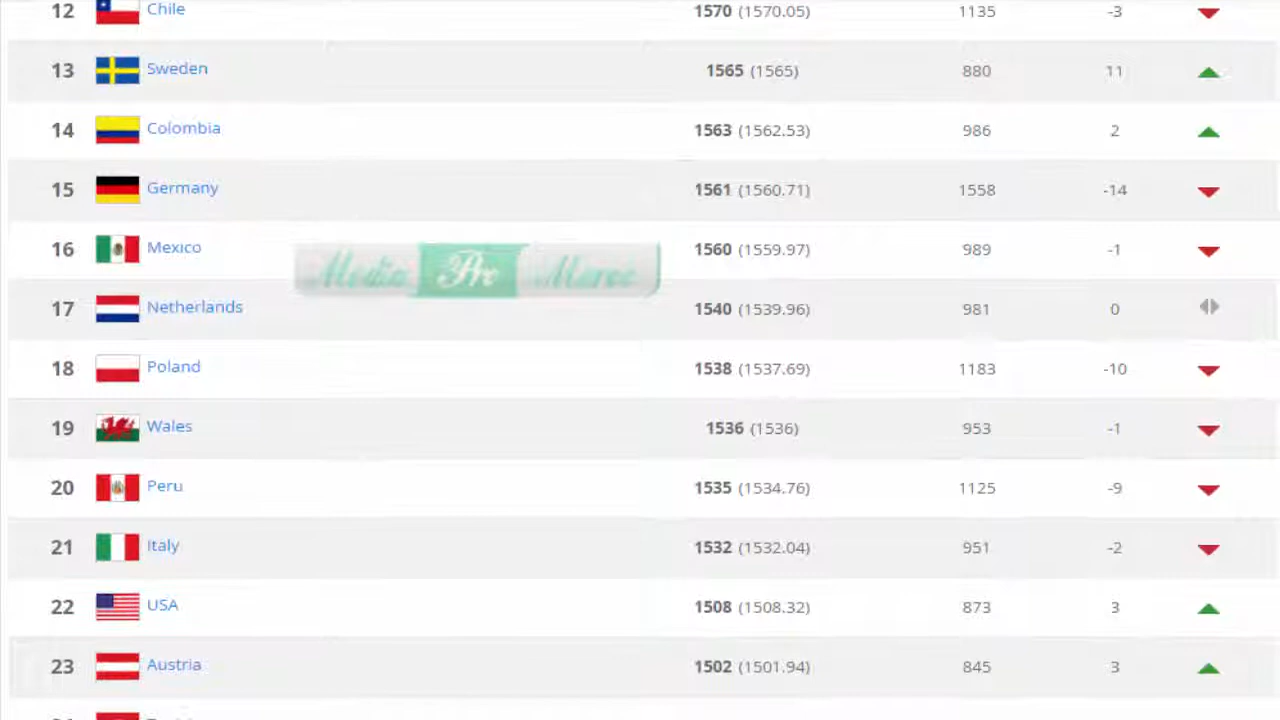 12 Chile 1570 (1570.05) 1135 -3
13 Sweden 1565 (1565) 880 11
14 Colombia 1563 (1562.53) 986 2
15 Germany 1561 (1560.71) 1558 -14
16 Mexico 1560 (1559.97) 989 -1
Media Pro Maroc
17 Netherlands 1540 (1539.96) 981 0
18 Poland 1538 (1537.69) 1183 -10
19 Wales 1536 (1536) 953 -1
20 Peru 1535 (1534.76) 1125 -9
21 Italy 1532 (1532.04) 951 -2
22 USA 1508 (1508.32) 873 3
23 Austria 1502 (1501.94) 845 3